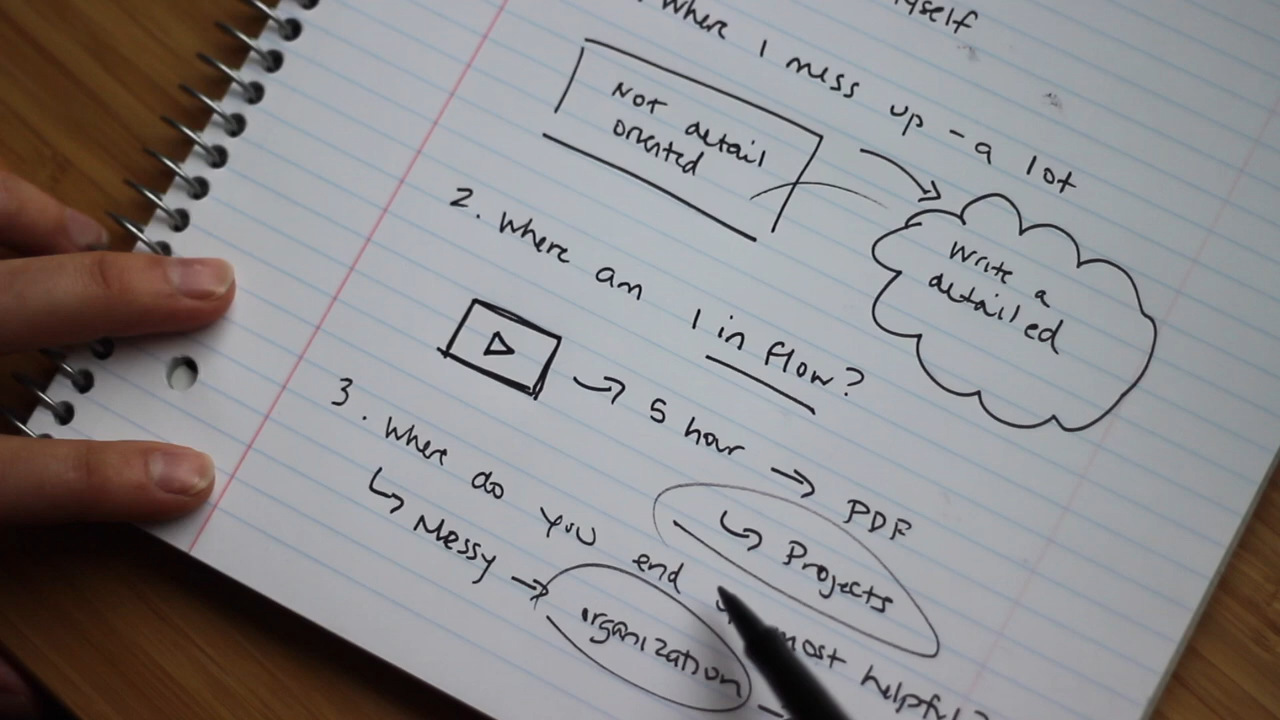 myself
Where I mess up - a lot
Not detail
oriented
Write a
detailed
2. Where am I in flow?
→ 5 hour → PDF
↳ Projects
3. Where do you end most helpful?
↳ Messy → organization →